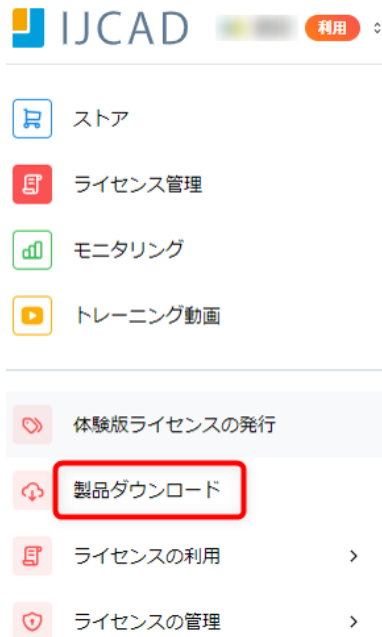 IJCAD 利用
ストア
ライセンス管理
モニタリング
トレーニング動画
体験版ライセンスの発行
製品ダウンロード
ライセンスの利用
ライセンスの管理